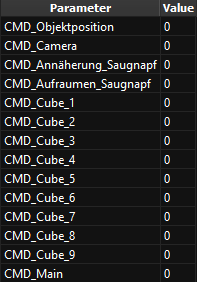 Parameter Value
CMD_Objektposition 0
CMD_Camera 0
CMD_Annäherung_Saugnapf 0
CMD_Aufraumen_Saugnapf 0
CMD_Cube_1 0
CMD_Cube_2 0
CMD_Cube_3 0
CMD_Cube_4 0
CMD_Cube_5 0
CMD_Cube_6 0
CMD_Cube_7 0
CMD_Cube_8 0
CMD_Cube_9 0
CMD_Main 0